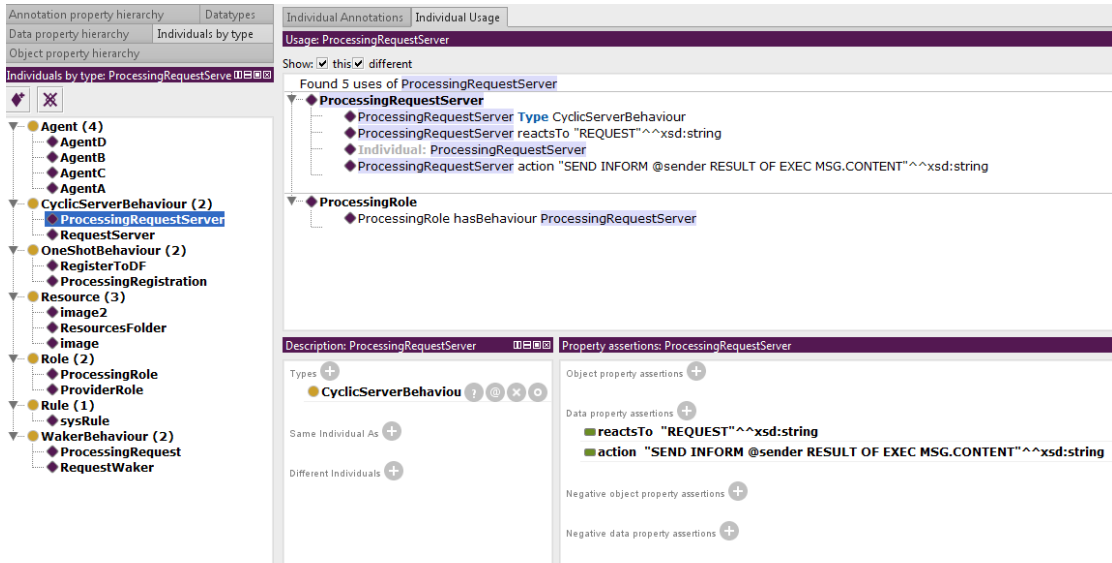 Annotation property hierarchy Datatypes
Data property hierarchy Individuals by type
Object property hierarchy
Individuals by type: ProcessingRequestServe
Agent (4)
AgentD
AgentB
AgentC
AgentA
CyclicServerBehaviour (2)
ProcessingRequestServer
RequestServer
OneShotBehaviour (2)
RegisterToDF
ProcessingRegistration
Resource (3)
image2
ResourcesFolder
image
Role (2)
ProcessingRole
ProviderRole
Rule (1)
sysRule
WakerBehaviour (2)
ProcessingRequest
RequestWaker
Individual Annotations Individual Usage
Usage: ProcessingRequestServer
Show: this different
Found 5 uses of ProcessingRequestServer
ProcessingRequestServer
ProcessingRequestServer Type CyclicServerBehaviour
ProcessingRequestServer reactsTo "REQUEST"^^xsd:string
Individual: ProcessingRequestServer
ProcessingRequestServer action "SEND INFORM @sender RESULT OF EXEC MSG.CONTENT"^^xsd:string
ProcessingRole
ProcessingRole hasBehaviour ProcessingRequestServer
Description: ProcessingRequestServer
Types
CyclicServerBehaviou ? @ x o
Same Individual As
Different Individuals
Property assertions: ProcessingRequestServer
Object property assertions
Data property assertions
reactsTo "REQUEST"^^xsd:string
action "SEND INFORM @sender RESULT OF EXEC MSG.CONTENT"^^xsd:string
Negative object property assertions
Negative data property assertions